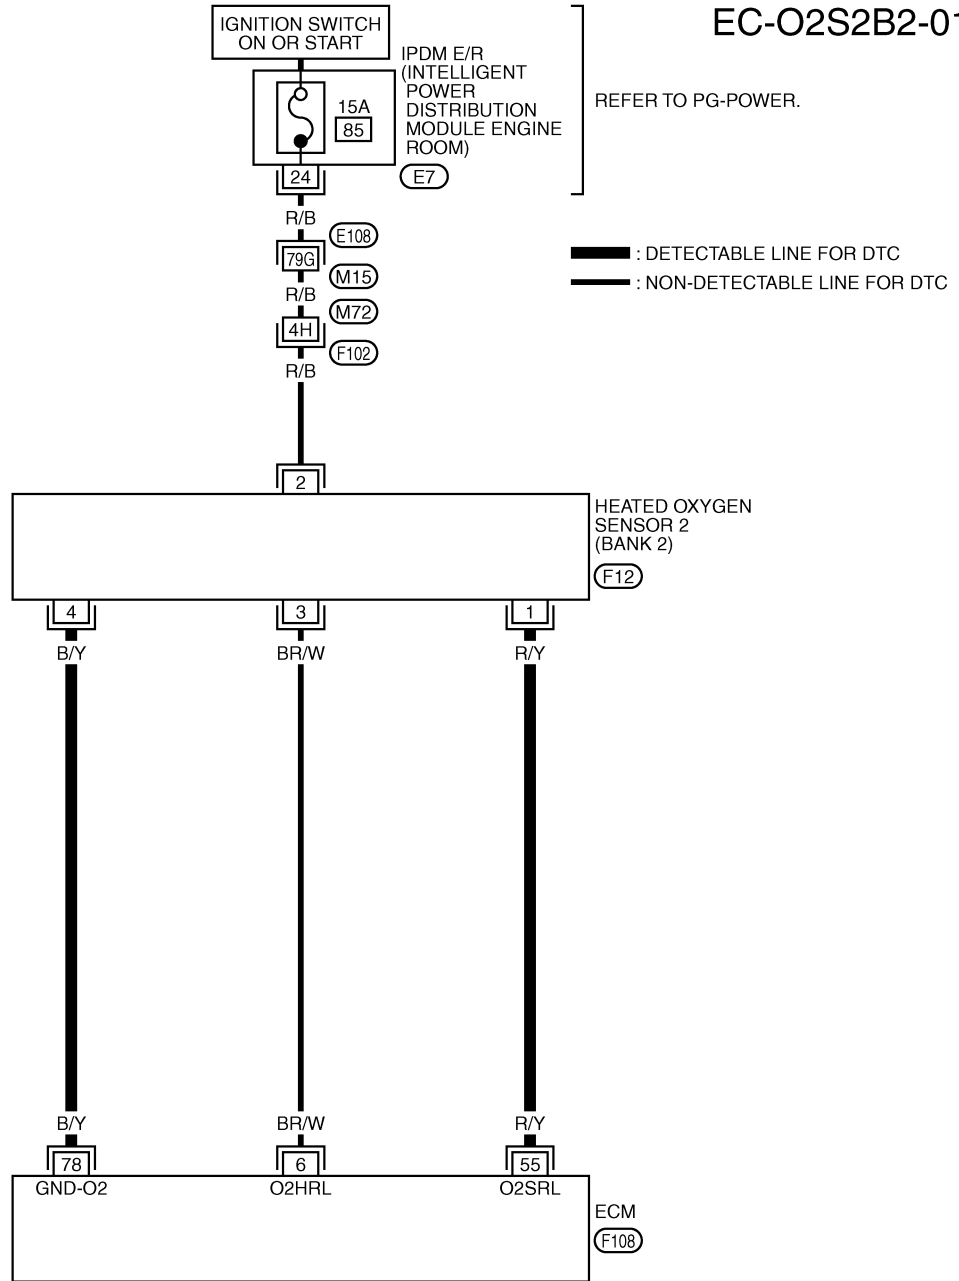 EC-O2S2B2-01
IGNITION SWITCH
ON OR START
IPDM E/R
(INTELLIGENT
POWER
DISTRIBUTION
MODULE ENGINE
ROOM)
15A
85
REFER TO PG-POWER.
24
E7
R/B
E108
79G
M15
: DETECTABLE LINE FOR DTC
: NON-DETECTABLE LINE FOR DTC
R/B
M72
4H
F102
R/B
2
HEATED OXYGEN
SENSOR 2
(BANK 2)
F12
4 3 1
B/Y BR/W R/Y
B/Y BR/W R/Y
78 6 55
GND-O2 O2HRL O2SRL
ECM
F108